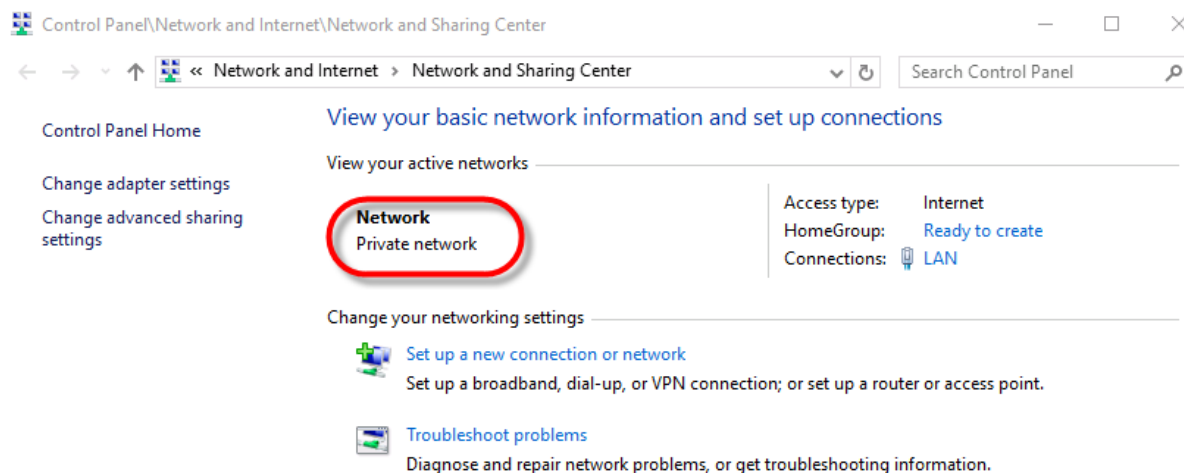 Control Panel\Network and Internet\Network and Sharing Center
« Network and Internet › Network and Sharing Center
Search Control Panel
Control Panel Home
Change adapter settings
Change advanced sharing
settings
View your basic network information and set up connections
View your active networks
Network
Private network
Access type: Internet
HomeGroup: Ready to create
Connections: LAN
Change your networking settings
Set up a new connection or network
Set up a broadband, dial-up, or VPN connection; or set up a router or access point.
Troubleshoot problems
Diagnose and repair network problems, or get troubleshooting information.